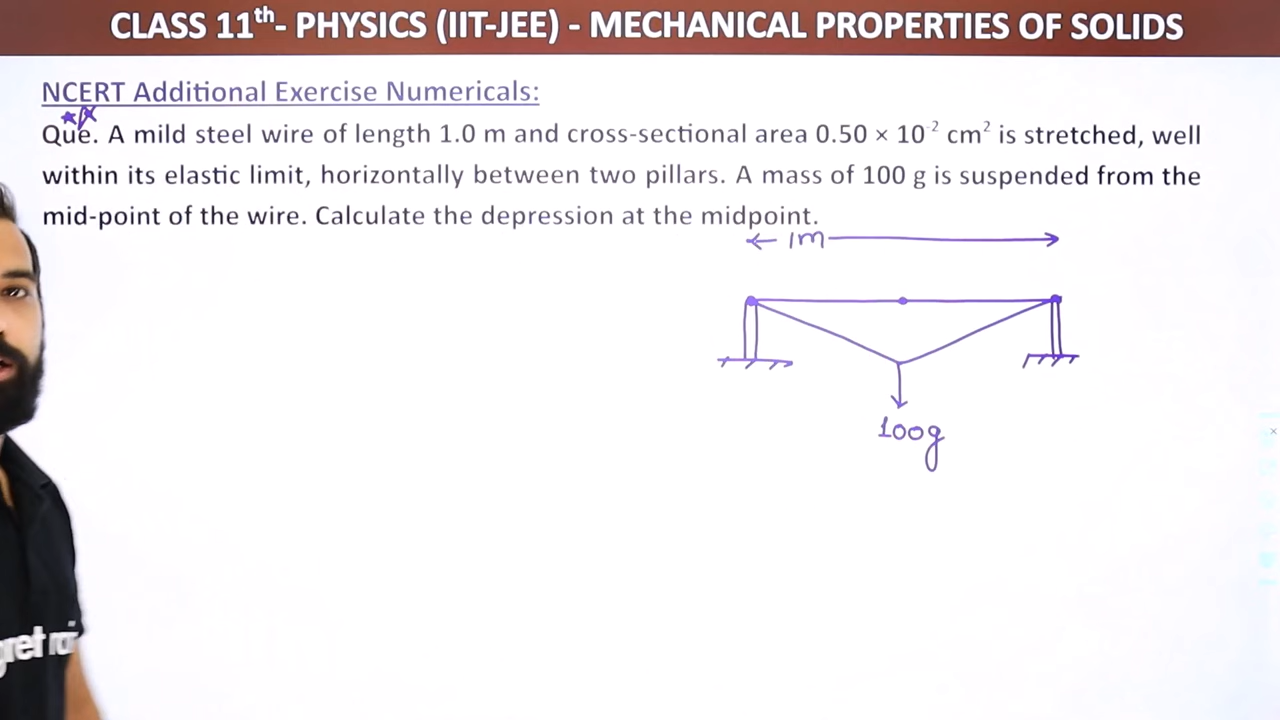 CLASS 11th- PHYSICS (IIT-JEE) - MECHANICAL PROPERTIES OF SOLIDS
NCERT Additional Exercise Numericals:
Que. A mild steel wire of length 1.0 m and cross-sectional area 0.50 × 10⁻² cm² is stretched, well
within its elastic limit, horizontally between two pillars. A mass of 100 g is suspended from the
mid-point of the wire. Calculate the depression at the midpoint.
1m
100g